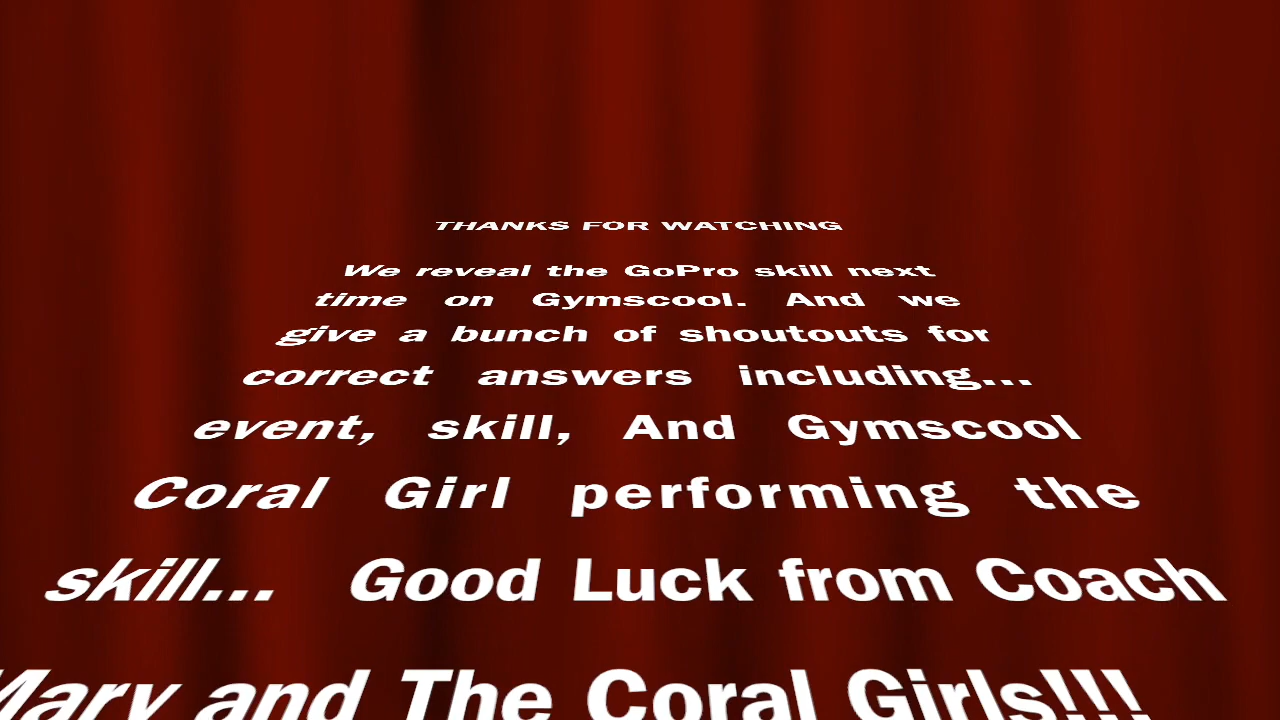 THANKS FOR WATCHING
We reveal the GoPro skill next
time on Gymscool. And we
give a bunch of shoutouts for
correct answers including...
event, skill, And Gymscool
Coral Girl performing the
skill... Good Luck from Coach
Mary and The Coral Girls!!!